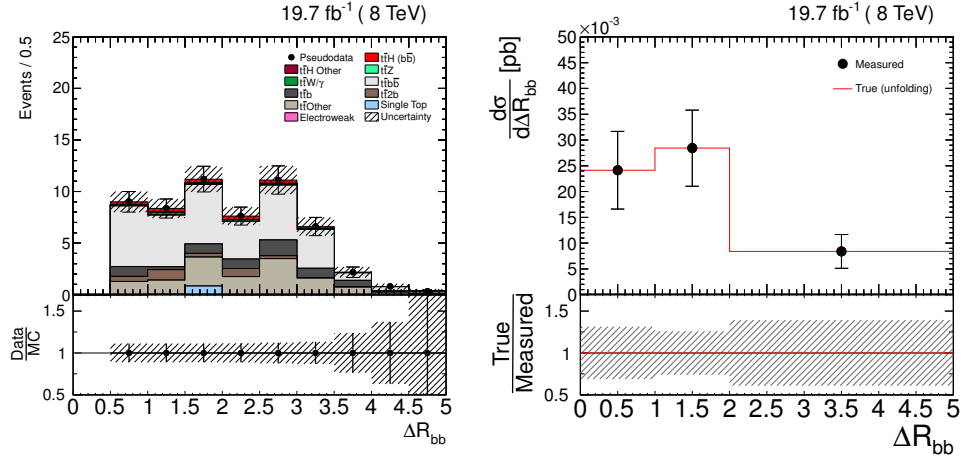 19.7 fb⁻¹ ( 8 TeV)
Events / 0.5
25
20
15
10
5
0
Pseudodata
tt̄H (bb̄)
tt̄H Other
tt̄Z
tt̄W/γ
tt̄bb̄
tt̄b
tt̄2b
tt̄Other
Single Top
Electroweak
Uncertainty
Data
MC
1.5
1
0.5
0 0.5 1 1.5 2 2.5 3 3.5 4 4.5 5
ΔR_bb
19.7 fb⁻¹ ( 8 TeV)
×10⁻³
dσ
dΔR_bb [pb]
50
45
40
35
30
25
20
15
10
5
0
Measured
True (unfolding)
True
Measured
1.5
1
0.5
0 0.5 1 1.5 2 2.5 3 3.5 4 4.5 5
ΔR_bb